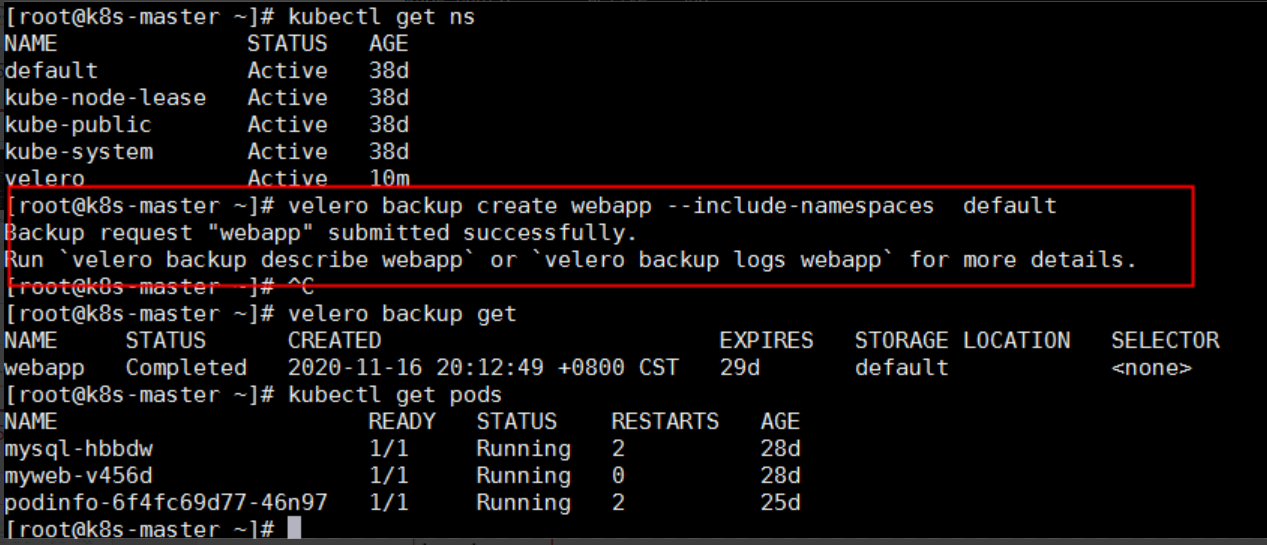 [root@k8s-master ~]# kubectl get ns
NAME STATUS AGE
default Active 38d
kube-node-lease Active 38d
kube-public Active 38d
kube-system Active 38d
velero Active 10m
[root@k8s-master ~]# velero backup create webapp --include-namespaces default
Backup request "webapp" submitted successfully.
Run `velero backup describe webapp` or `velero backup logs webapp` for more details.
[root@k8s-master ~]# ^C
[root@k8s-master ~]# velero backup get
NAME STATUS CREATED EXPIRES STORAGE LOCATION SELECTOR
webapp Completed 2020-11-16 20:12:49 +0800 CST 29d default <none>
[root@k8s-master ~]# kubectl get pods
NAME READY STATUS RESTARTS AGE
mysql-hbbdw 1/1 Running 2 28d
myweb-v456d 1/1 Running 0 28d
podinfo-6f4fc69d77-46n97 1/1 Running 2 25d
[root@k8s-master ~]#